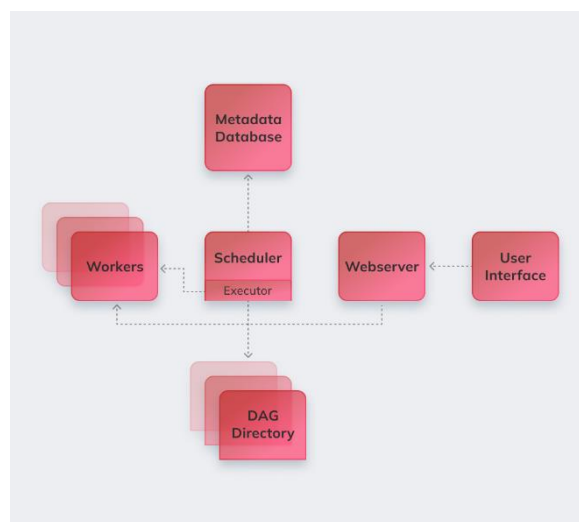 Metadata
Database
Workers
Scheduler
Executor
Webserver
User
Interface
DAG
Directory